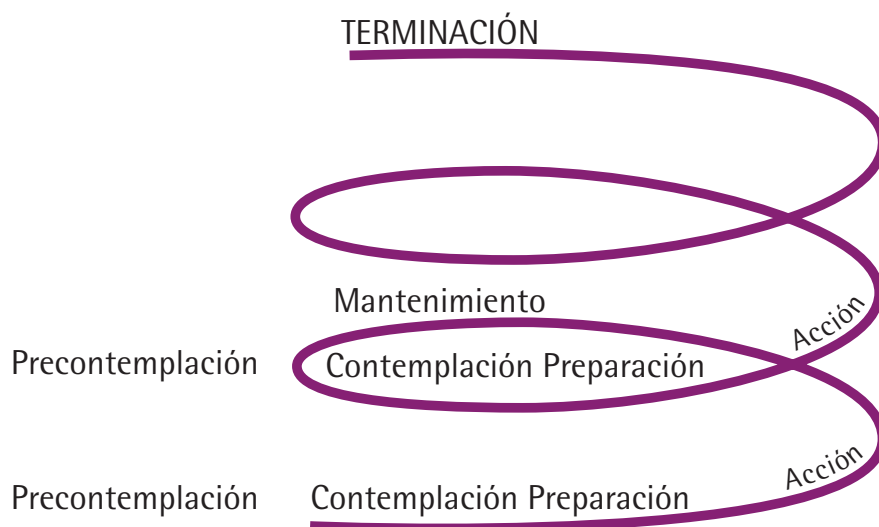 TERMINACIÓN
Mantenimiento
Acción
Precontemplación Contemplación Preparación
Acción
Precontemplación Contemplación Preparación